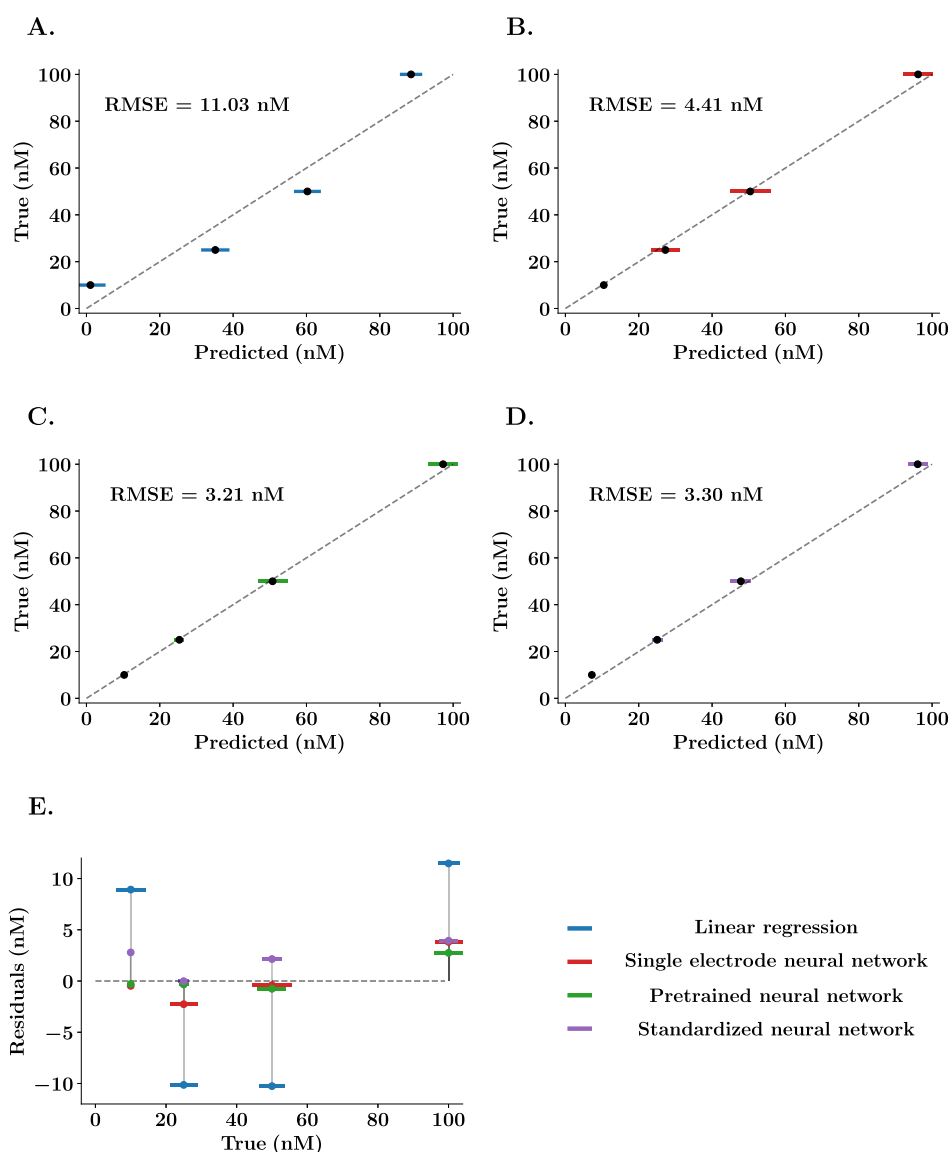 A.
RMSE = 11.03 nM
True (nM)
100
80
60
40
20
0
0 20 40 60 80 100
Predicted (nM)
B.
RMSE = 4.41 nM
True (nM)
100
80
60
40
20
0
0 20 40 60 80 100
Predicted (nM)
C.
RMSE = 3.21 nM
True (nM)
100
80
60
40
20
0
0 20 40 60 80 100
Predicted (nM)
D.
RMSE = 3.30 nM
True (nM)
100
80
60
40
20
0
0 20 40 60 80 100
Predicted (nM)
E.
Residuals (nM)
10
5
0
−5
−10
0 20 40 60 80 100
True (nM)
Linear regression
Single electrode neural network
Pretrained neural network
Standardized neural network